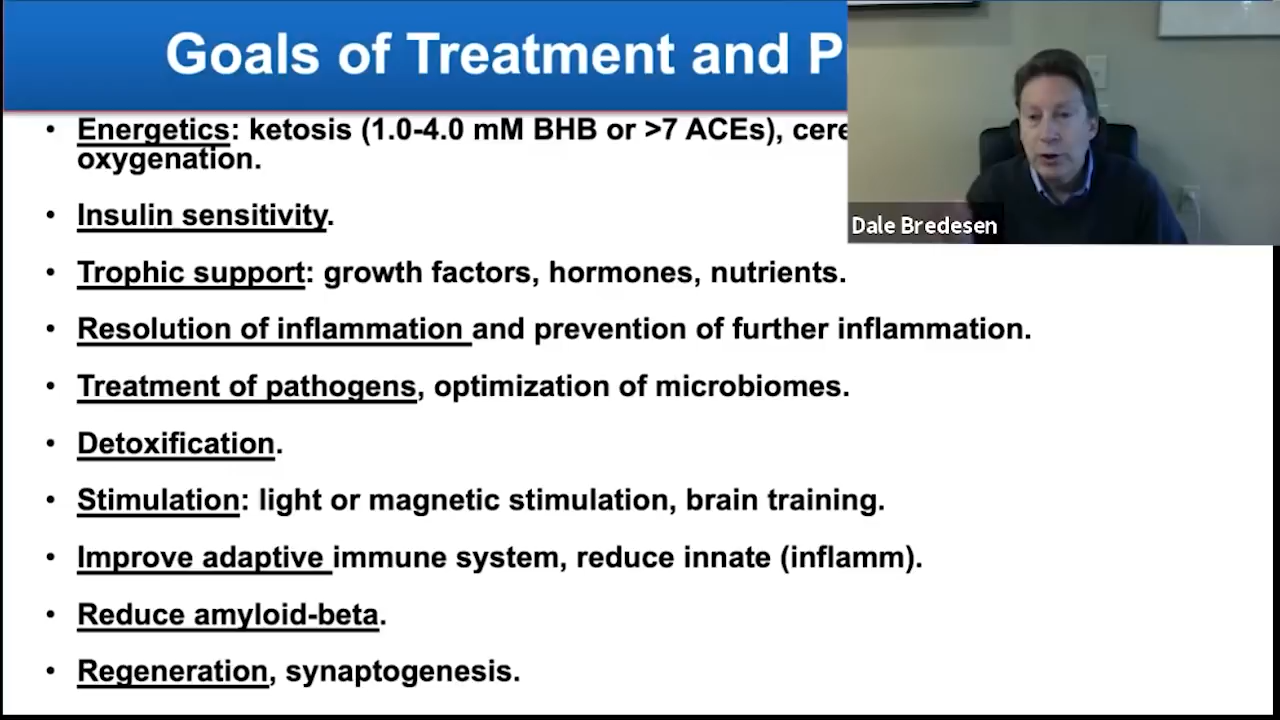 Goals of Treatment and P
• Energetics: ketosis (1.0-4.0 mM BHB or >7 ACEs), cere
oxygenation.
• Insulin sensitivity.
• Trophic support: growth factors, hormones, nutrients.
• Resolution of inflammation and prevention of further inflammation.
• Treatment of pathogens, optimization of microbiomes.
• Detoxification.
• Stimulation: light or magnetic stimulation, brain training.
• Improve adaptive immune system, reduce innate (inflamm).
• Reduce amyloid-beta.
• Regeneration, synaptogenesis.
Dale Bredesen